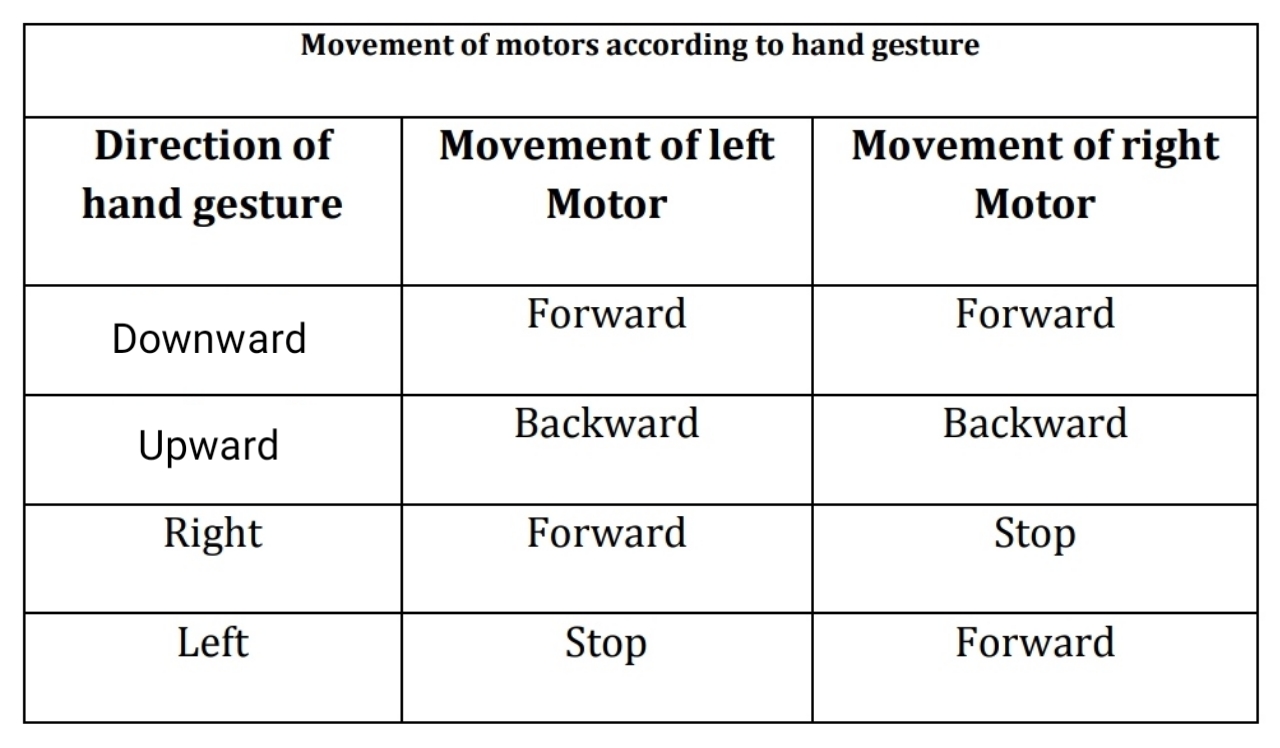 Movement of motors according to hand gesture
Direction of Movement of left Movement of right
hand gesture Motor Motor
Downward Forward Forward
Upward Backward Backward
Right Forward Stop
Left Stop Forward